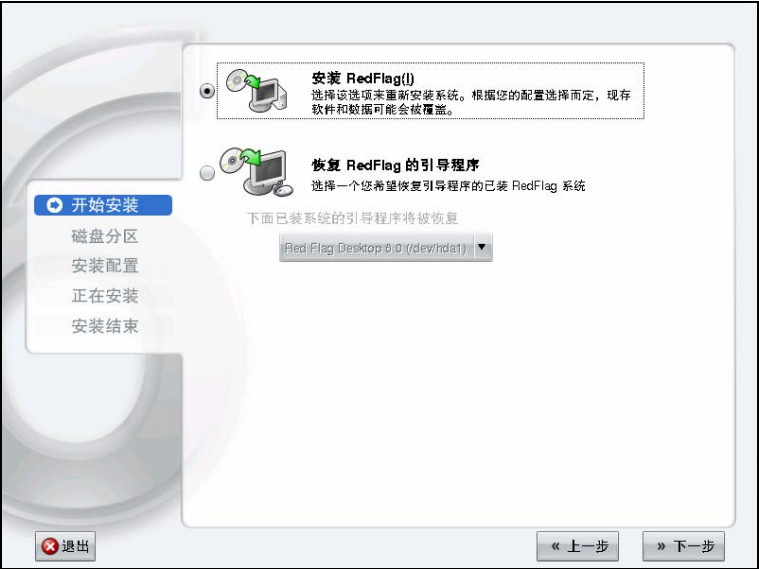 安装 RedFlag(I)
选择该选项来重新安装系统。根据您的配置选择而定，现存
软件和数据可能会被覆盖。
恢复 RedFlag 的引导程序
选择一个您希望恢复引导程序的已装 RedFlag 系统
下面已装系统的引导程序将被恢复
Red Flag Desktop 6.0 (/dev/hda1)
开始安装
磁盘分区
安装配置
正在安装
安装结束
退出
« 上一步
» 下一步